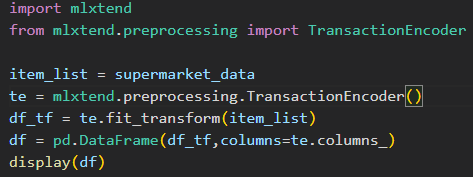 import mlxtend
from mlxtend.preprocessing import TransactionEncoder
item_list = supermarket_data
te = mlxtend.preprocessing.TransactionEncoder()
df_tf = te.fit_transform(item_list)
df = pd.DataFrame(df_tf,columns=te.columns_)
display(df)